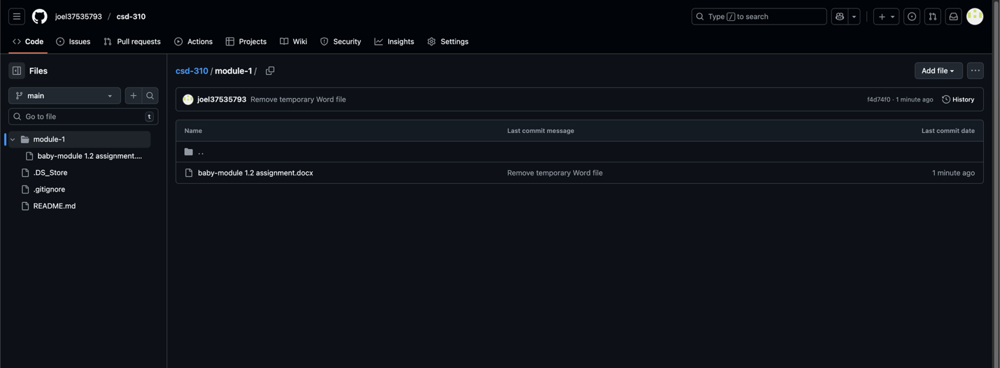 joel37535793 / csd-310
Type / to search
Code Issues Pull requests Actions Projects Wiki Security Insights Settings
Files
main
Go to file t
module-1
baby-module 1.2 assignment....
.DS_Store
.gitignore
README.md
csd-310 / module-1 /
Add file
joel37535793 Remove temporary Word file
f4d74f0 · 1 minute ago History
Name Last commit message Last commit date
..
baby-module 1.2 assignment.docx Remove temporary Word file 1 minute ago